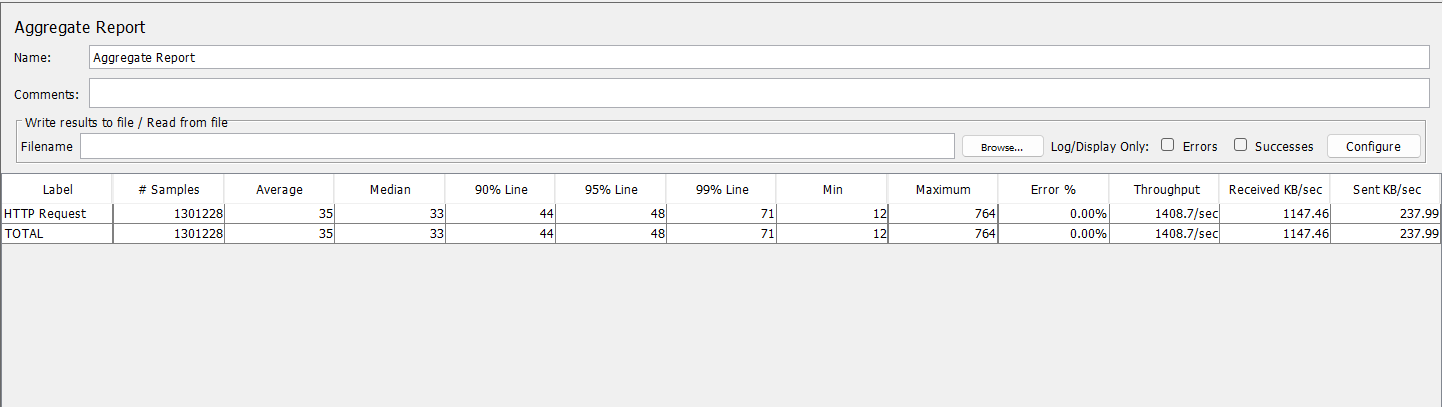 Aggregate Report
Name: Aggregate Report
Comments:
Write results to file / Read from file
Filename Browse... Log/Display Only: Errors Successes Configure
Label # Samples Average Median 90% Line 95% Line 99% Line Min Maximum Error % Throughput Received KB/sec Sent KB/sec
HTTP Request 1301228 35 33 44 48 71 12 764 0.00% 1408.7/sec 1147.46 237.99
TOTAL 1301228 35 33 44 48 71 12 764 0.00% 1408.7/sec 1147.46 237.99